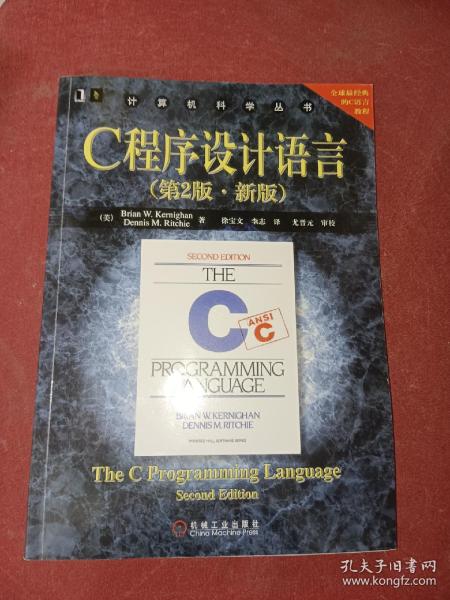 计算机科学丛书
全球最经典
的C语言
教程
C程序设计语言
(第2版·新版)
(美) Brian W. Kernighan
Dennis M. Ritchie 著 徐宝文 李志 译 尤晋元 审校
SECOND EDITION
THE
C
ANSI
C
PROGRAMMING
LANGUAGE
BRIAN W. KERNIGHAN
DENNIS M. RITCHIE
PRENTICE HALL SOFTWARE SERIES
The C Programming Language
Second Edition
机械工业出版社
China Machine Press
孔夫子旧书网
www.kongfz.com